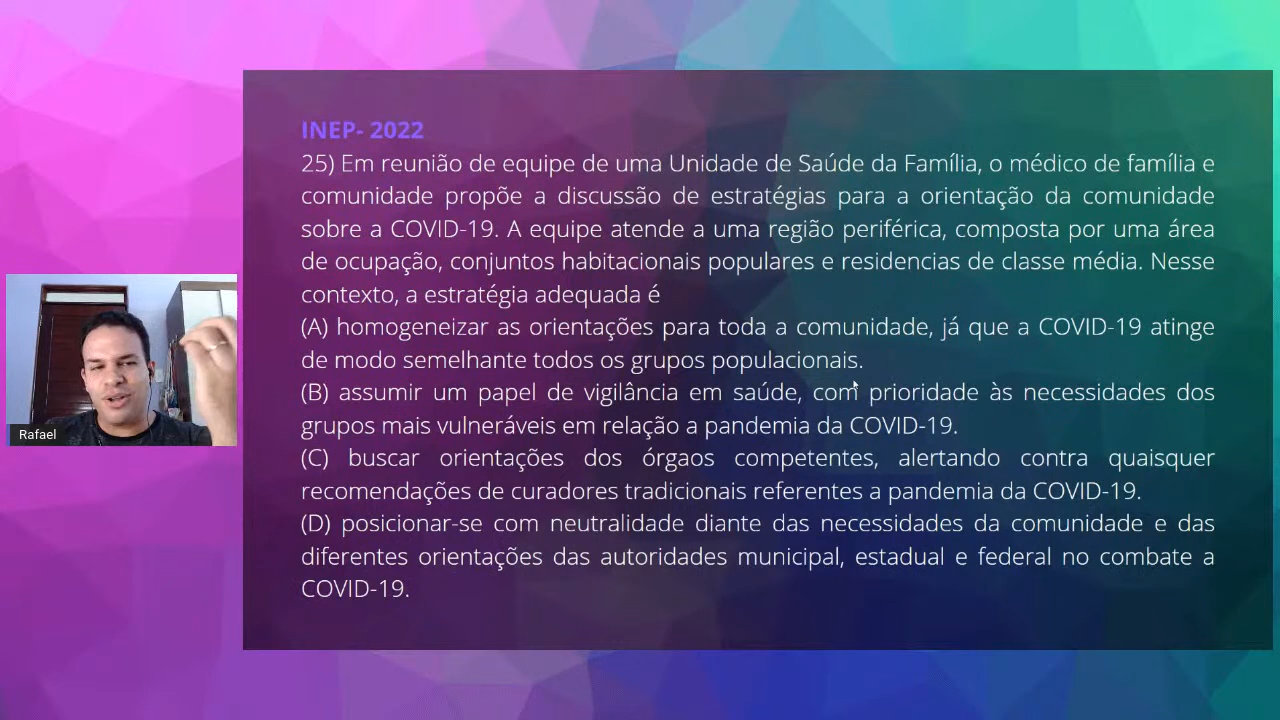 INEP- 2022
25) Em reunião de equipe de uma Unidade de Saúde da Família, o médico de família e
comunidade propõe a discussão de estratégias para a orientação da comunidade
sobre a COVID-19. A equipe atende a uma região periférica, composta por uma área
de ocupação, conjuntos habitacionais populares e residencias de classe média. Nesse
contexto, a estratégia adequada é
(A) homogeneizar as orientações para toda a comunidade, já que a COVID-19 atinge
de modo semelhante todos os grupos populacionais.
(B) assumir um papel de vigilância em saúde, com prioridade às necessidades dos
grupos mais vulneráveis em relação a pandemia da COVID-19.
(C) buscar orientações dos órgaos competentes, alertando contra quaisquer
recomendações de curadores tradicionais referentes a pandemia da COVID-19.
(D) posicionar-se com neutralidade diante das necessidades da comunidade e das
diferentes orientações das autoridades municipal, estadual e federal no combate a
COVID-19.
Rafael